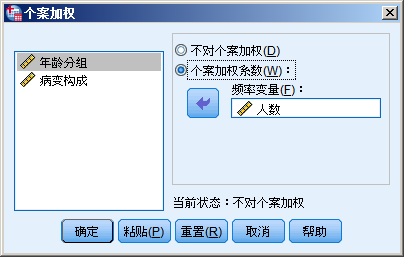 个案加权
年龄分组
病变构成
不对个案加权(D)
个案加权系数(W)：
频率变量(F)：
人数
当前状态：不对个案加权
确定 粘贴(P) 重置(R) 取消 帮助